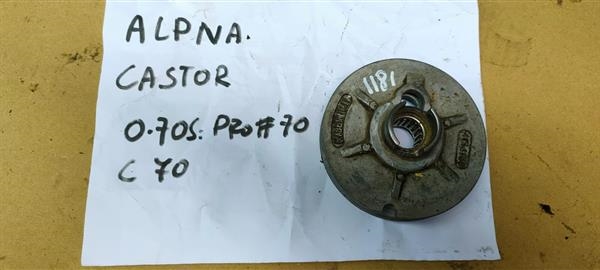 ALPNA.
CASTOR
0.70S. PRO# 70
C 70
1181